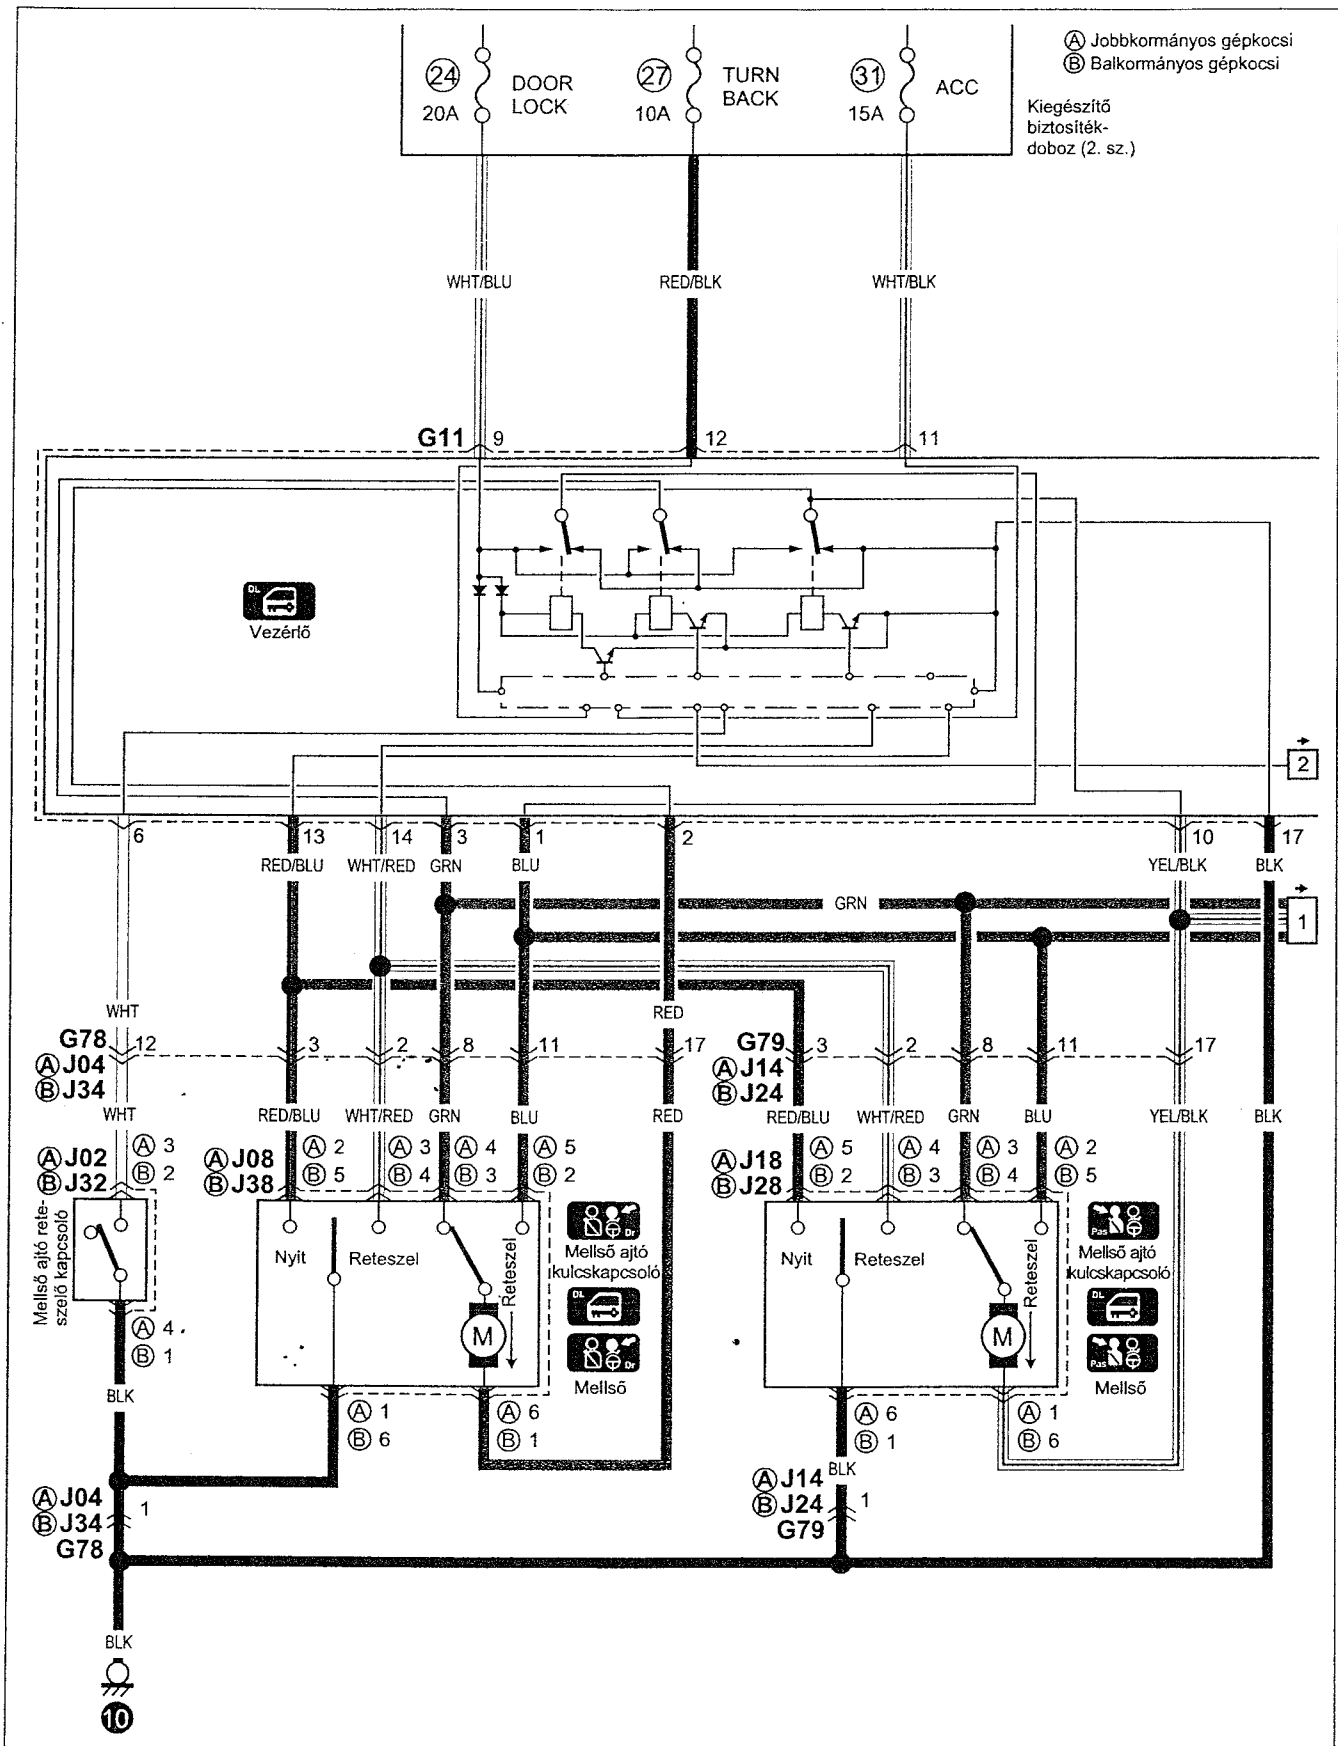 Ⓐ Jobbkormányos gépkocsi
Ⓑ Balkormányos gépkocsi
24 DOOR LOCK 20A
27 TURN BACK 10A
31 ACC 15A
Kiegészítő
biztosíték-
doboz (2. sz.)
WHT/BLU RED/BLK WHT/BLK
G11 9 12 11
DL
Vezérlő
2
6 13 14 3 1 2 10 17
RED/BLU WHT/RED GRN BLU YEL/BLK BLK
GRN
1
WHT RED
G78 12 3 2 8 11 17 G79 3 2 8 11 17
Ⓐ J04 Ⓐ J14
Ⓑ J34 Ⓑ J24
WHT RED/BLU WHT/RED GRN BLU RED RED/BLU WHT/RED GRN BLU YEL/BLK BLK
Ⓐ J02 Ⓐ 3 Ⓐ J08 Ⓐ 2 Ⓐ 3 Ⓐ 4 Ⓐ 5 Ⓐ J18 Ⓐ 5 Ⓐ 4 Ⓐ 3 Ⓐ 2
Ⓑ J32 Ⓑ 2 Ⓑ J38 Ⓑ 5 Ⓑ 4 Ⓑ 3 Ⓑ 2 Ⓑ J28 Ⓑ 2 Ⓑ 3 Ⓑ 4 Ⓑ 5
Mellső ajtó rete-
szelő kapcsoló
Nyit Reteszel Reteszel M
Dr
Mellső ajtó
kulcskapcsoló
DL
Dr
Mellső
Nyit Reteszel Reteszel M
Pas
Mellső ajtó
kulcskapcsoló
DL
Pas
Mellső
Ⓐ 4
Ⓑ 1
BLK
Ⓐ 1 Ⓐ 6 Ⓐ 6 Ⓐ 1
Ⓑ 6 Ⓑ 1 Ⓑ 1 Ⓑ 6
BLK
Ⓐ J04 Ⓐ J14
Ⓑ J34 1 Ⓑ J24 1
G78 G79
BLK
10